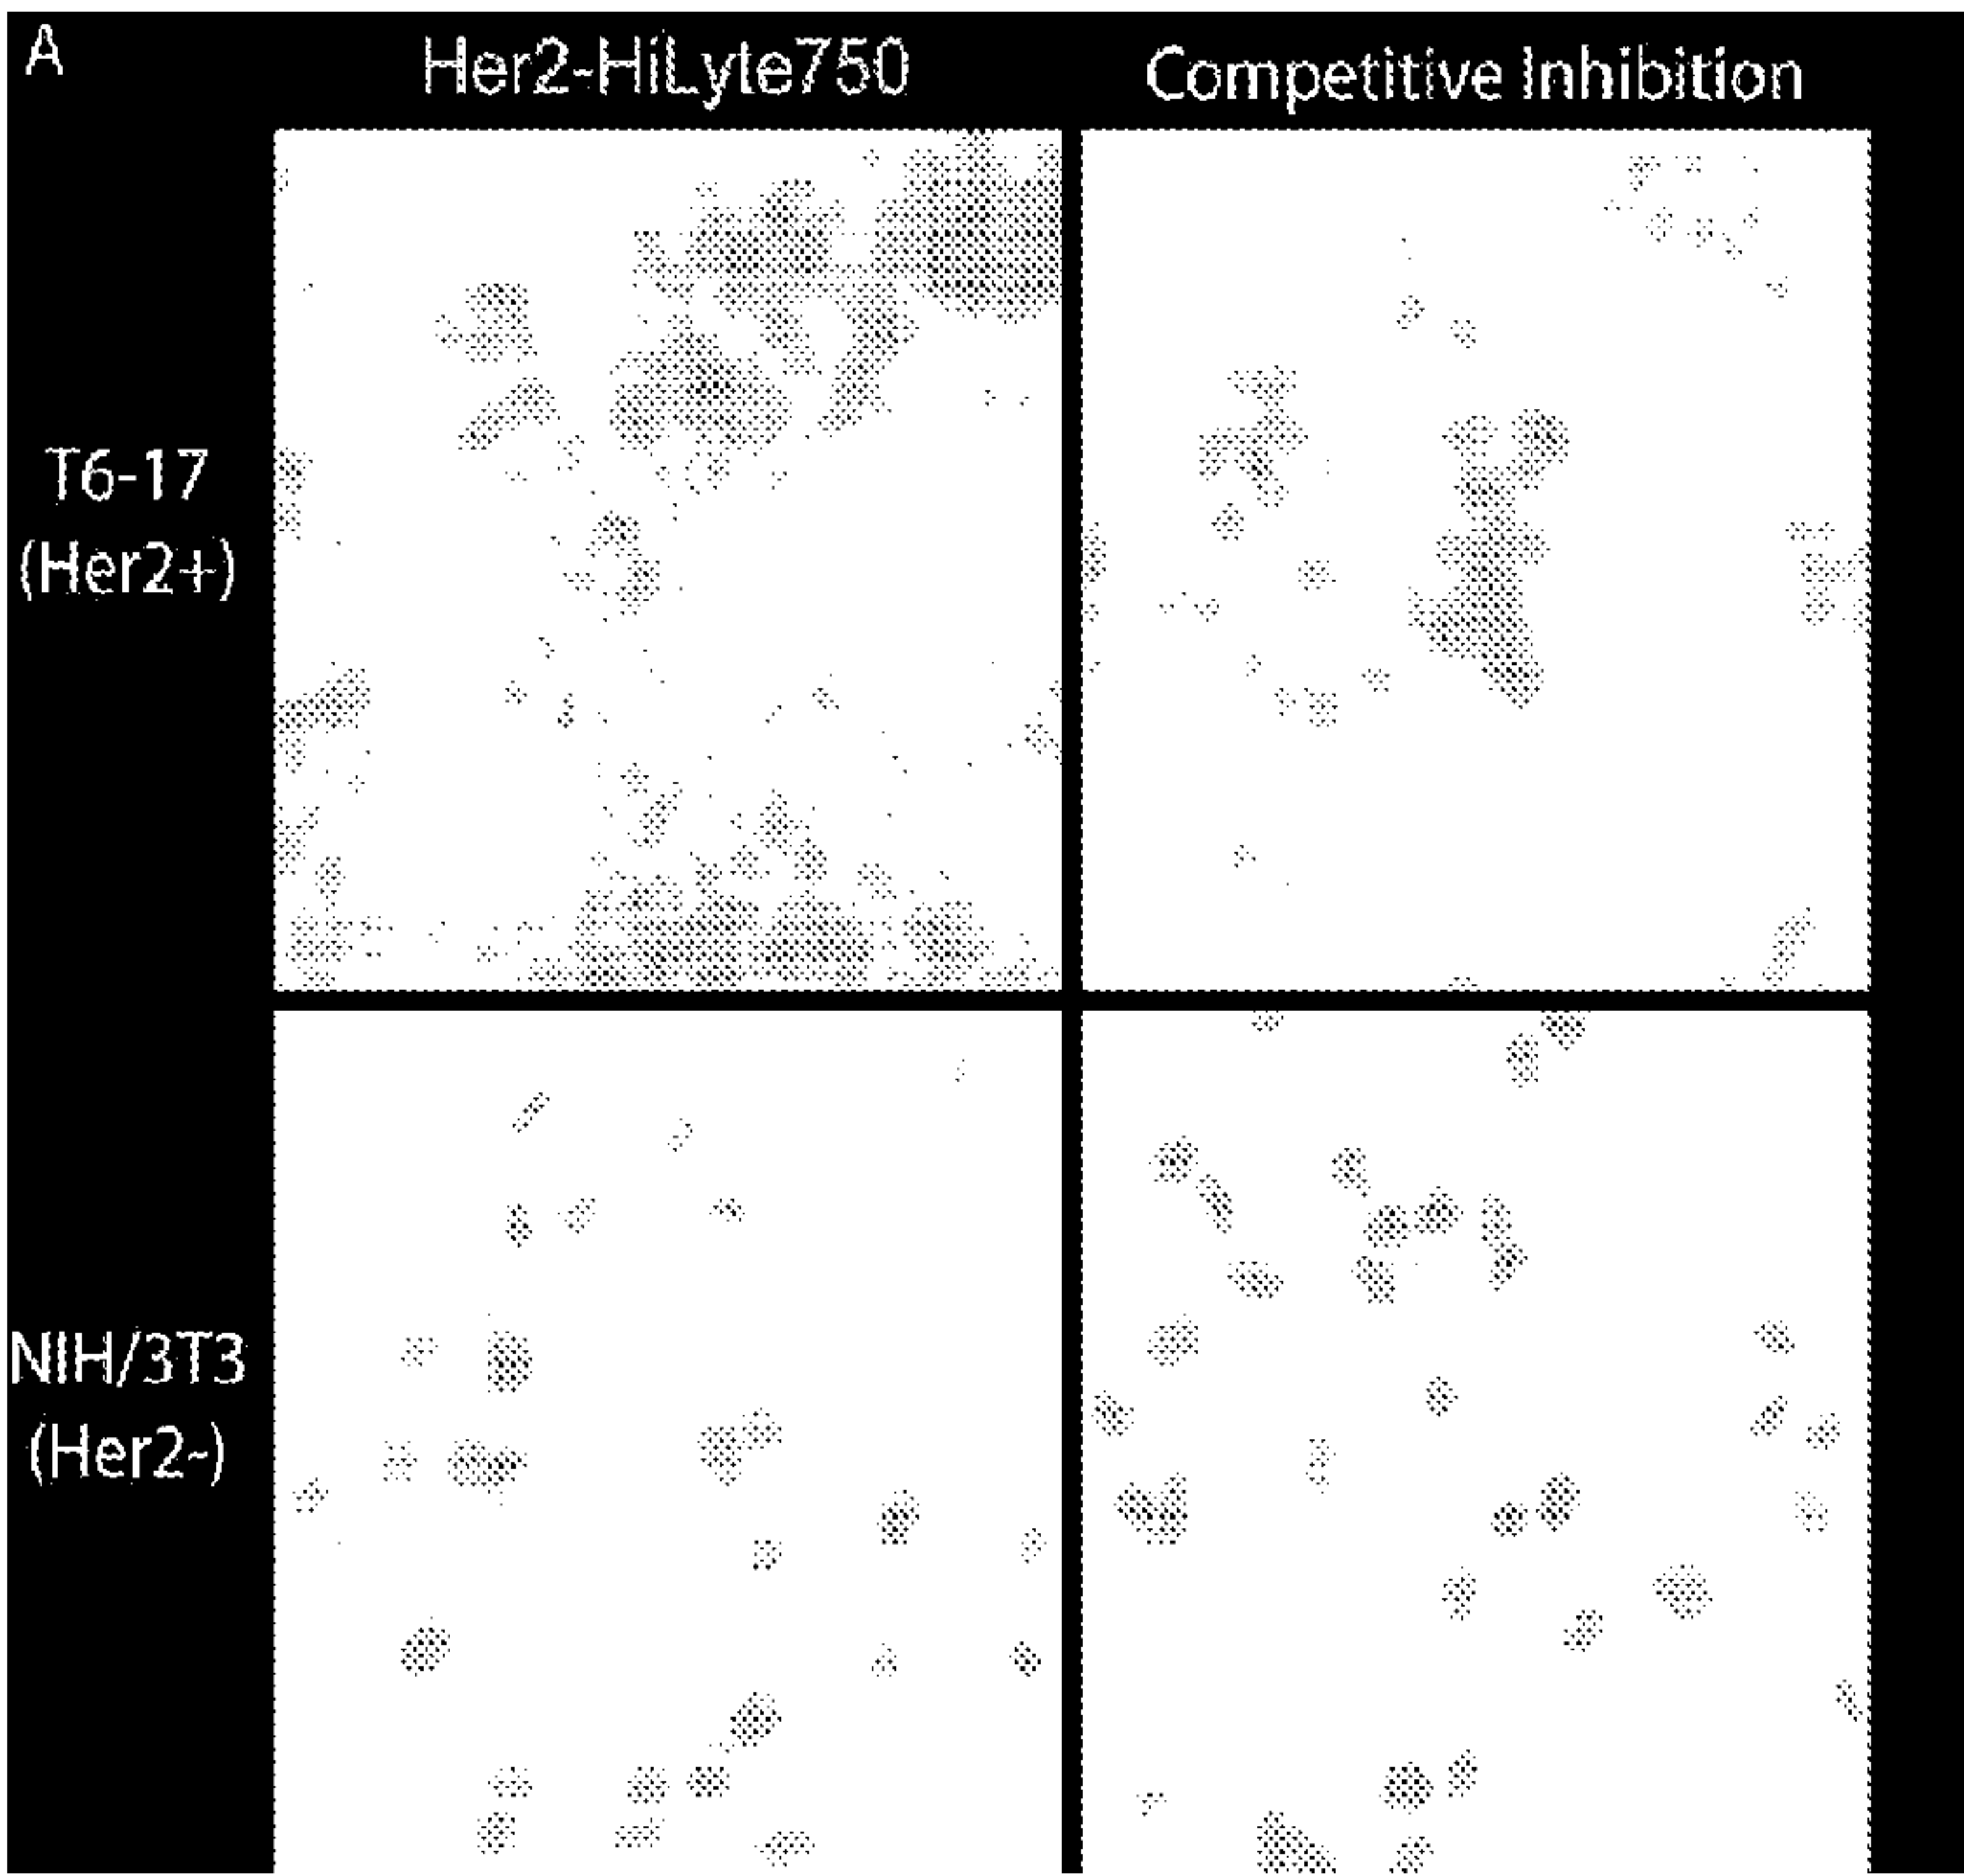 A
Her2-HiLyte750
Competitive Inhibition
T6-17
(Her2+)
NIH/3T3
(Her2-)